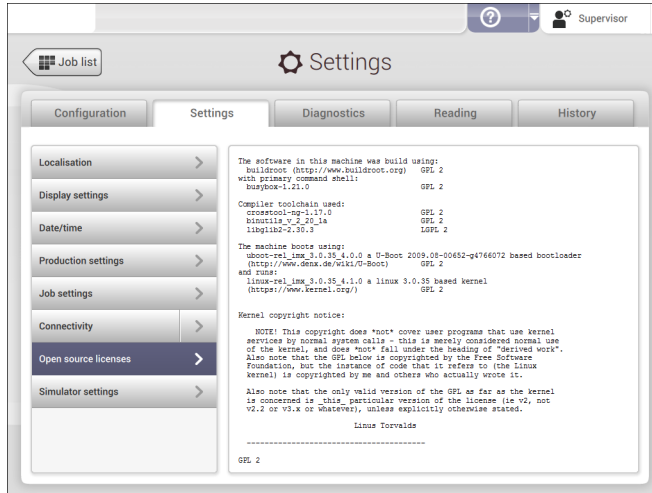 ?
Supervisor
Job list
Settings
Configuration
Settings
Diagnostics
Reading
History
Localisation
Display settings
Date/time
Production settings
Job settings
Connectivity
Open source licenses
Simulator settings
The software in this machine was build using:
buildroot (http://www.buildroot.org) GPL 2
with primary command shell:
busybox-1.21.0 GPL 2
Compiler toolchain used:
crosstool-ng-1.17.0 GPL 2
binutils_v_2_20_1a GPL 2
libglib2-2.30.3 LGPL 2
The machine boots using:
uboot-rel_imx_3.0.35_4.0.0 a U-Boot 2009.08-00652-g4766072 based bootloader
(http://www.denx.de/wiki/U-Boot) GPL 2
and runs:
linux-rel_imx_3.0.35_4.1.0 a linux 3.0.35 based kernel
(https://www.kernel.org/) GPL 2
Kernel copyright notice:
NOTE! This copyright does *not* cover user programs that use kernel
services by normal system calls - this is merely considered normal use
of the kernel, and does *not* fall under the heading of "derived work".
Also note that the GPL below is copyrighted by the Free Software
Foundation, but the instance of code that it refers to (the Linux
kernel) is copyrighted by me and others who actually wrote it.
Also note that the only valid version of the GPL as far as the kernel
is concerned is _this_ particular version of the license (ie v2, not
v2.2 or v3.x or whatever), unless explicitly otherwise stated.
Linus Torvalds
----------------------------------------
GPL 2